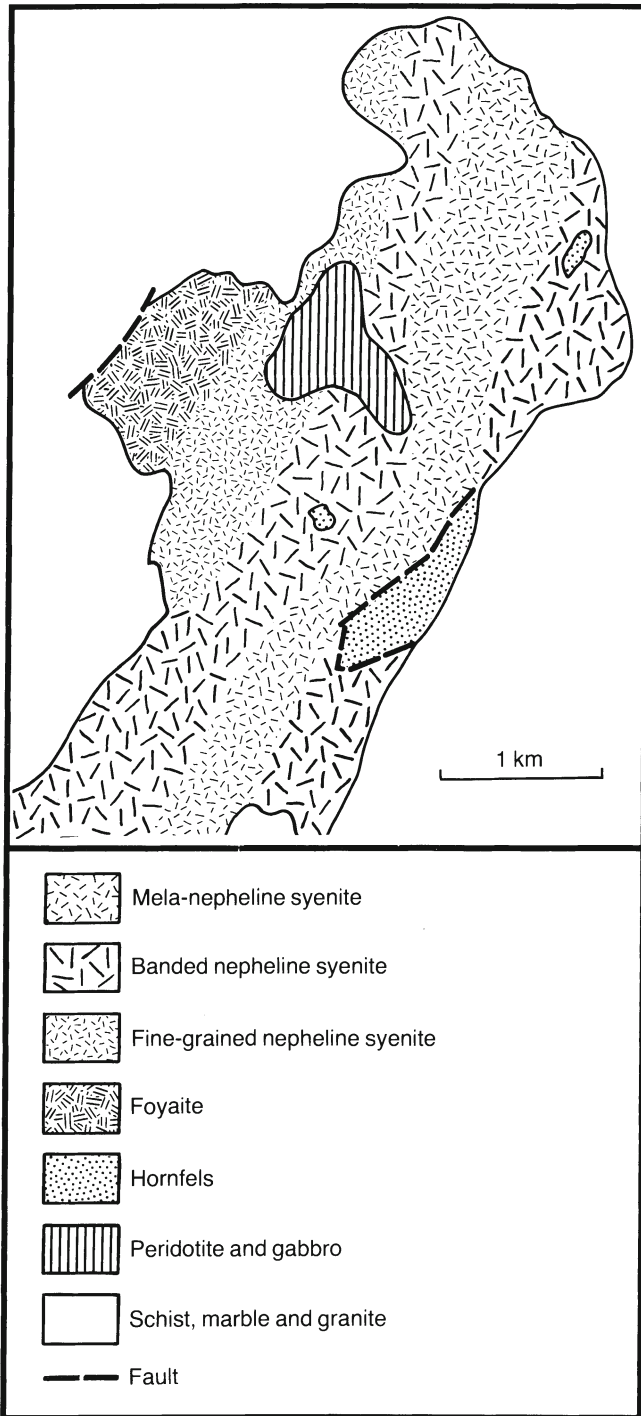 1 km
Mela-nepheline syenite
Banded nepheline syenite
Fine-grained nepheline syenite
Foyaite
Hornfels
Peridotite and gabbro
Schist, marble and granite
Fault